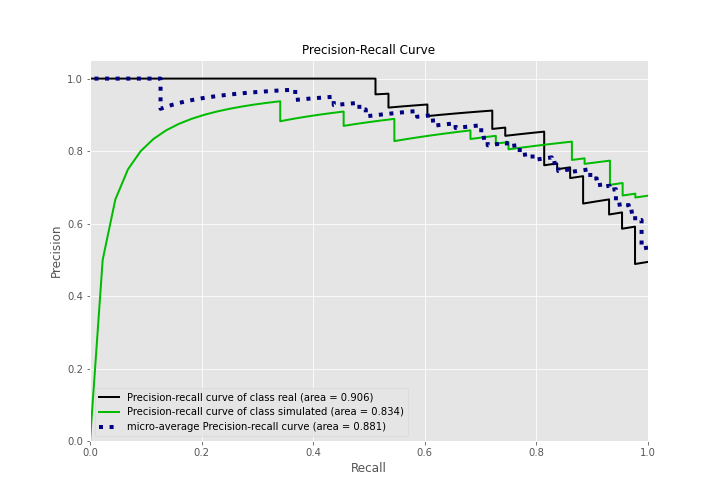 Precision-Recall Curve
Precision
1.0
0.8
0.6
0.4
0.2
0.0
Precision-recall curve of class real (area = 0.906)
Precision-recall curve of class simulated (area = 0.834)
micro-average Precision-recall curve (area = 0.881)
0.0 0.2 0.4 0.6 0.8 1.0
Recall